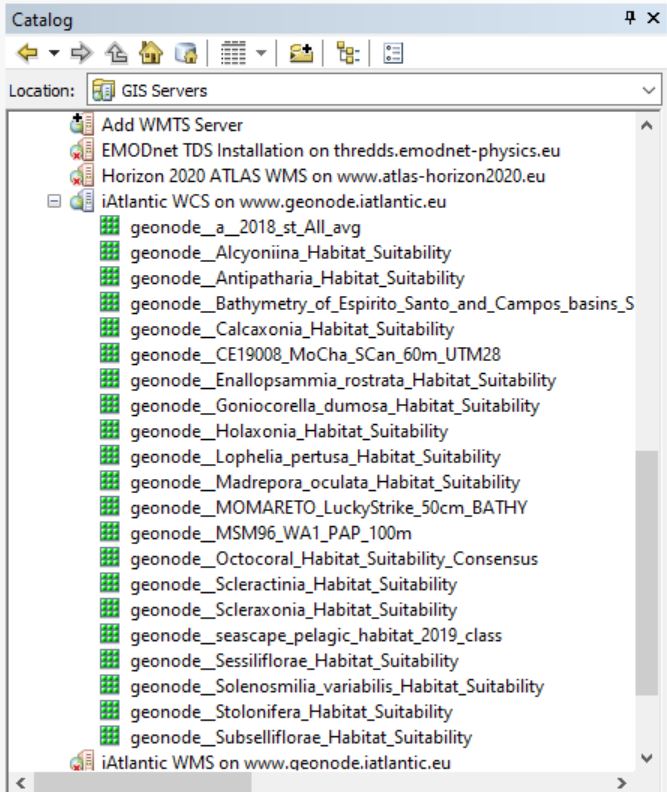 Catalog
Location: GIS Servers
Add WMTS Server
EMODnet TDS Installation on thredds.emodnet-physics.eu
Horizon 2020 ATLAS WMS on www.atlas-horizon2020.eu
iAtlantic WCS on www.geonode.iatlantic.eu
geonode__a__2018_st_All_avg
geonode__Alcyoniina_Habitat_Suitability
geonode__Antipatharia_Habitat_Suitability
geonode__Bathymetry_of_Espirito_Santo_and_Campos_basins_S
geonode__Calcaxonia_Habitat_Suitability
geonode__CE19008_MoCha_SCan_60m_UTM28
geonode__Enallopsammia_rostrata_Habitat_Suitability
geonode__Goniocorella_dumosa_Habitat_Suitability
geonode__Holaxonia_Habitat_Suitability
geonode__Lophelia_pertusa_Habitat_Suitability
geonode__Madrepora_oculata_Habitat_Suitability
geonode__MOMARETO_LuckyStrike_50cm_BATHY
geonode__MSM96_WA1_PAP_100m
geonode__Octocoral_Habitat_Suitability_Consensus
geonode__Scleractinia_Habitat_Suitability
geonode__Scleraxonia_Habitat_Suitability
geonode__seascape_pelagic_habitat_2019_class
geonode__Sessiliflorae_Habitat_Suitability
geonode__Solenosmilia_variabilis_Habitat_Suitability
geonode__Stolonifera_Habitat_Suitability
geonode__Subselliflorae_Habitat_Suitability
iAtlantic WMS on www.geonode.iatlantic.eu